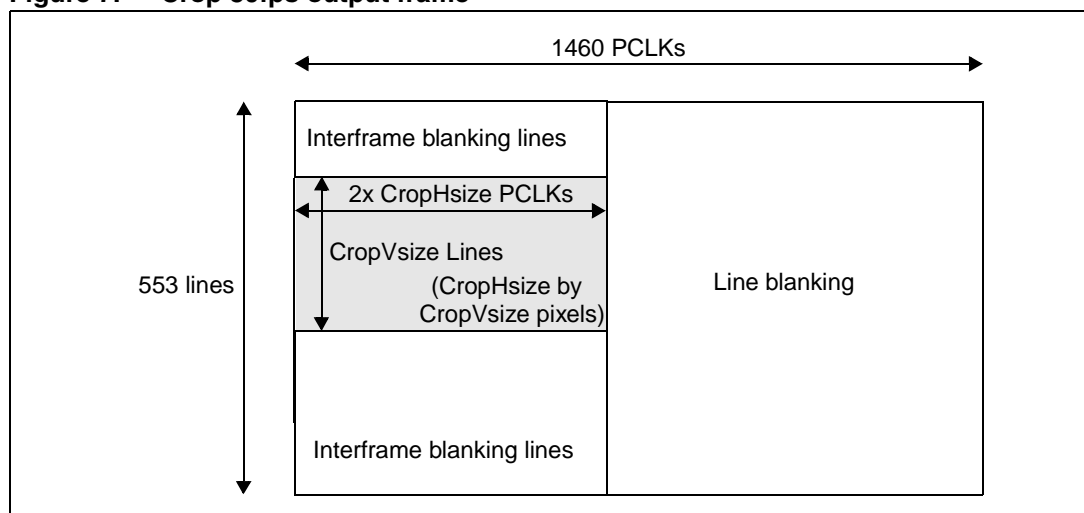 1460 PCLKs
Interframe blanking lines
2x CropHsize PCLKs
CropVsize Lines
(CropHsize by
CropVsize pixels)
553 lines
Line blanking
Interframe blanking lines